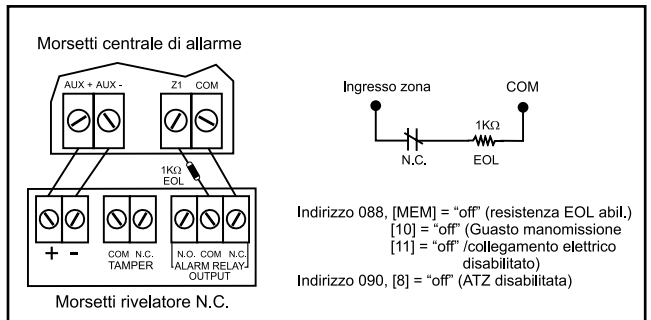 Morsetti centrale di allarme
AUX + AUX -
Z1 COM
1KΩ
EOL
+ -
COM N.C.
TAMPER
N.O. COM N.C.
ALARM RELAY
OUTPUT
Morsetti rivelatore N.C.
Ingresso zona
COM
1KΩ
N.C.
EOL
Indirizzo 088, [MEM] = “off” (resistenza EOL abil.)
[10] = “off” (Guasto manomissione
[11] = “off” /collegamento elettrico
disabilitato)
Indirizzo 090, [8] = “off” (ATZ disabilitata)